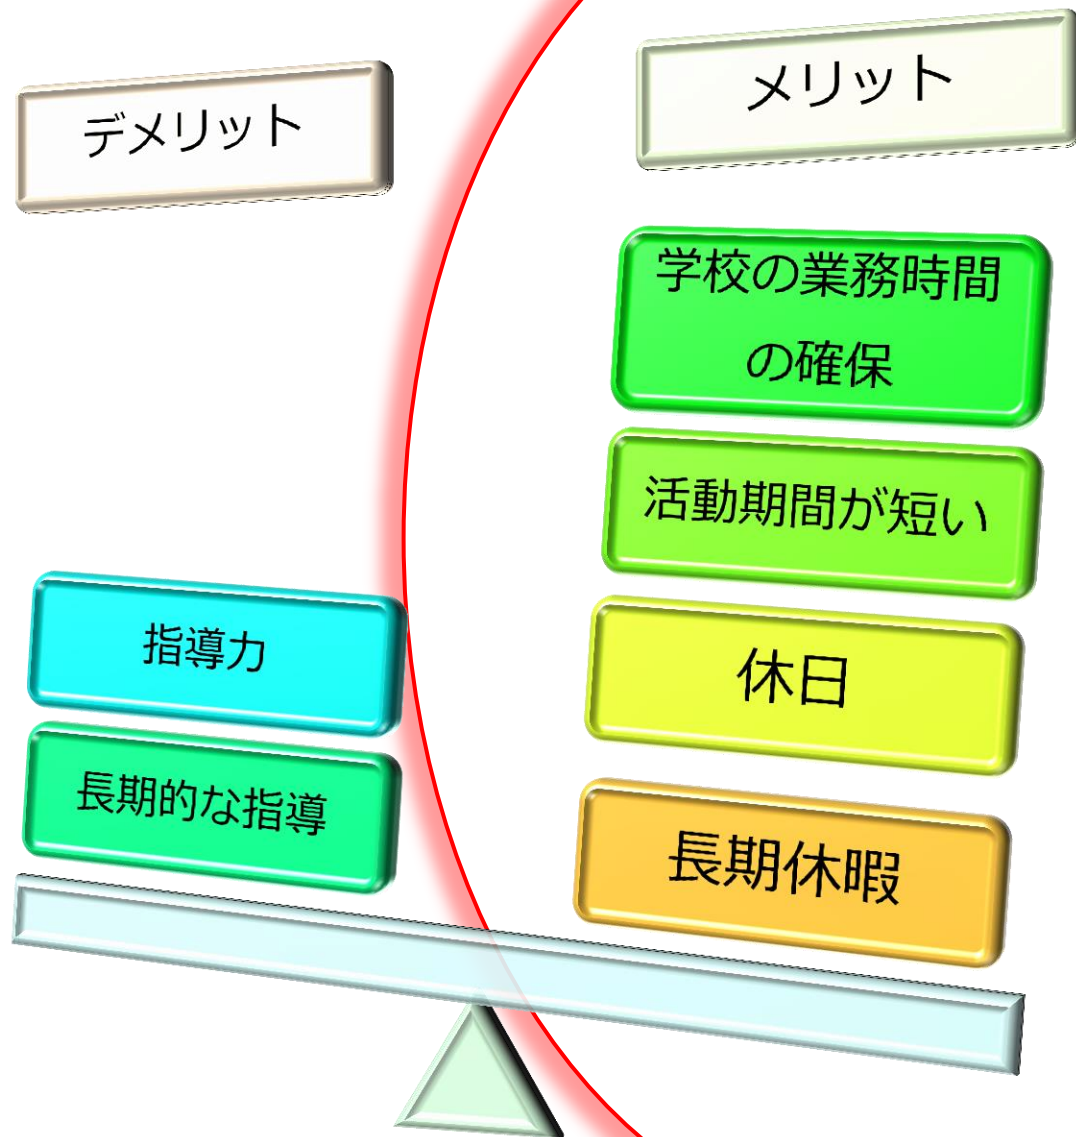 デメリット
メリット
学校の業務時間
の確保
活動期間が短い
休日
長期休暇
指導力
長期的な指導